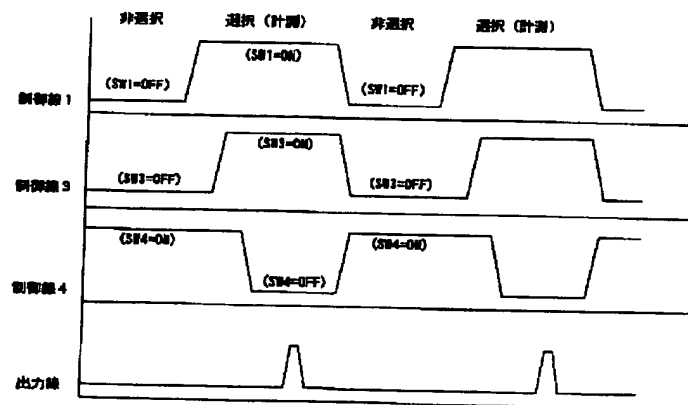 非選択 選択（計測） 非選択 選択（計測）
(SW1=ON)
(SW1=OFF) (SW1=OFF)
制御線1
(SW3=ON)
(SW3=OFF) (SW3=OFF)
制御線3
(SW4=ON) (SW4=ON)
(SW4=OFF)
制御線4
出力線